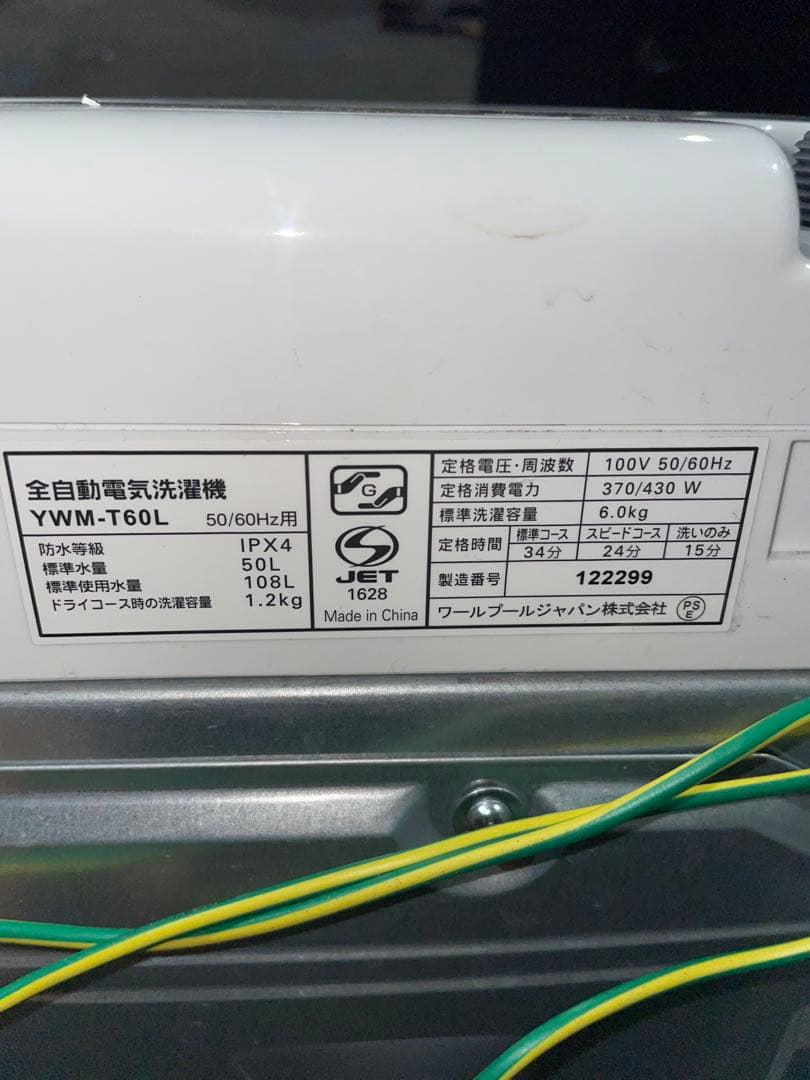 全自動電気洗濯機
YWM-T60L 50/60Hz用
防水等級 IPX4
標準水量 50L
標準使用水量 108L
ドライコース時の洗濯容量 1.2kg
G
JET
1628
Made in China
定格電圧・周波数 100V 50/60Hz
定格消費電力 370/430 W
標準洗濯容量 6.0kg
定格時間 標準コース スピードコース 洗いのみ
34分 24分 15分
製造番号 122299
ワールプールジャパン株式会社 PSE